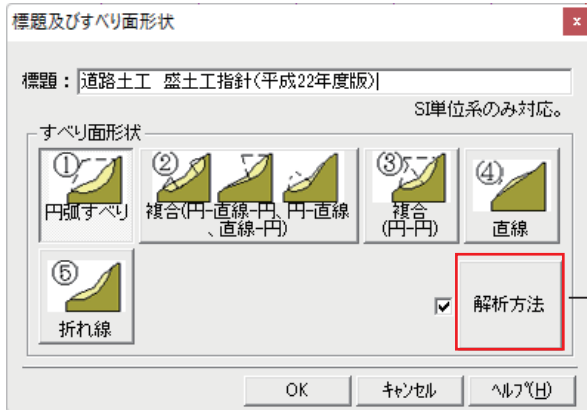 標題及びすべり面形状
x
標題：道路土工 盛土工指針(平成22年度版)
SI単位系のみ対応。
すべり面形状
①
円弧すべり
②
複合(円-直線-円、円-直線
、直線-円)
③
複合
(円-円)
④
直線
⑤
折れ線
解析方法
OK
キャンセル
ヘルプ(H)